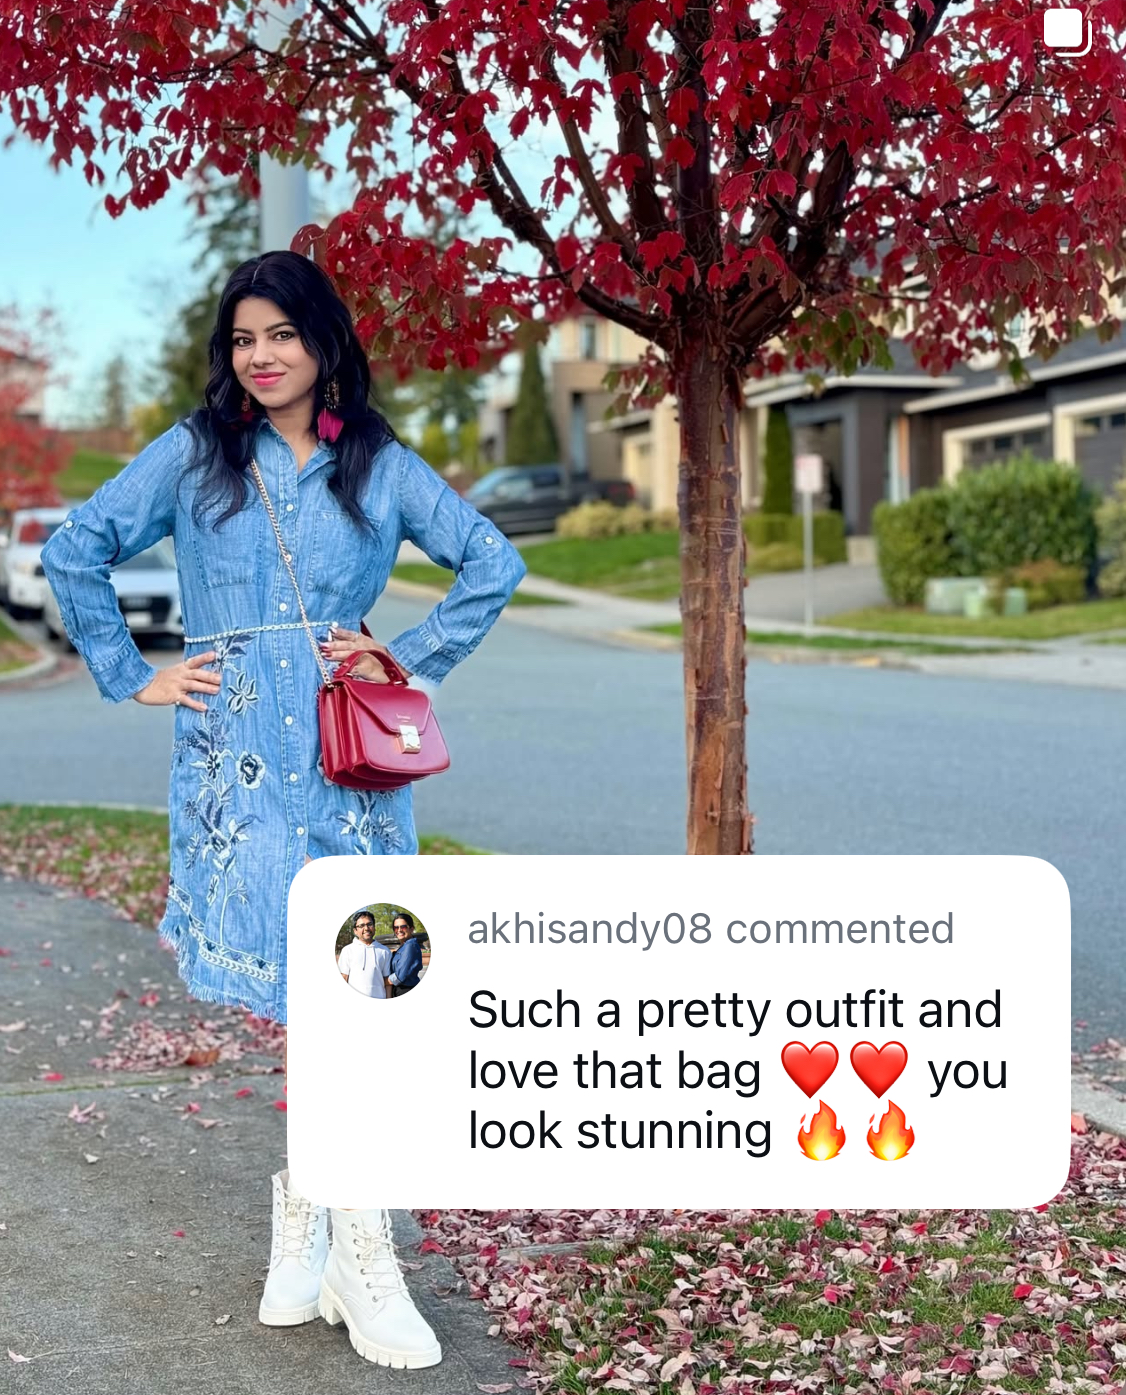 akhisandy08 commented
Such a pretty outfit and
love that bag ❤️❤️ you
look stunning 🔥🔥